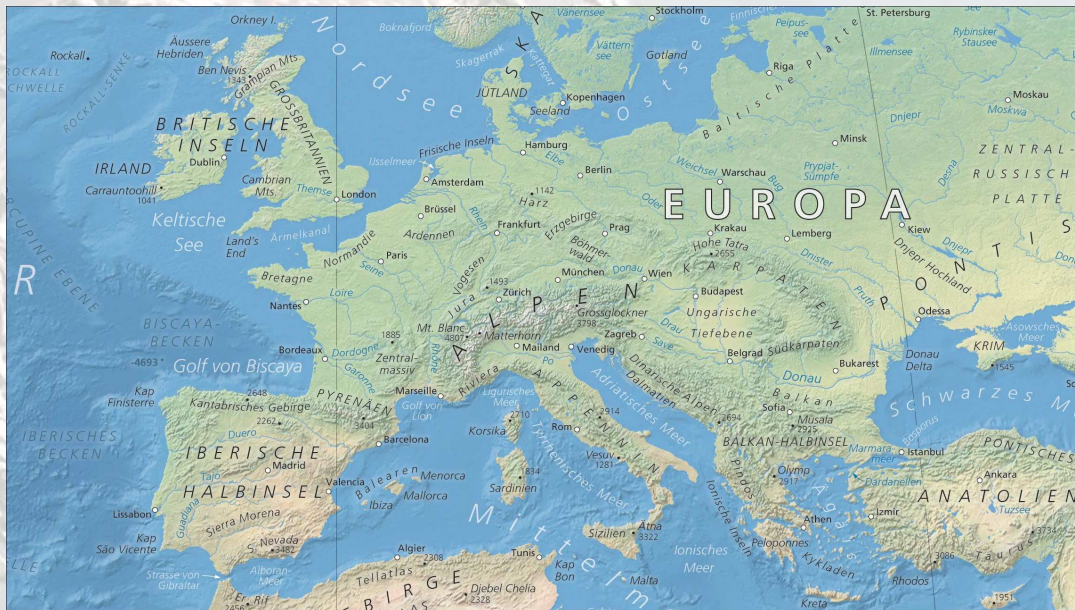 Orkney I.
Boknafjord
Vänernsee
Stockholm
Finnischer
Peipus-
see
St. Petersburg
Rybinsker
Stausee
Rockall
Äussere
Hebriden
Ben Nevis
1343
Grampian Mts
Nordsee
Skagerrak
Kattegat
Vättern-
see
Gotland
Ostsee
Riga
Ilmensee
ROCKALL
SCHWELLE
ROCKALL-SENKE
GROSSBRITANNIEN
JÜTLAND
Seeland
Kopenhagen
Baltische Platte
Dnjepr
Moskau
Moskwa
BRITISCHE
INSELN
Dublin
IRLAND
Carrauntoohill
1041
Cambrian
Mts.
Themse
London
IJsselmeer
Frisische Inseln
Hamburg
Elbe
Amsterdam
Berlin
Weichsel
Warschau
Minsk
Prypjat-
Sümpfe
Bug
Desna
ZENTRAL-
RUSSISCH
PLATTE
Keltische
See
Land's
End
Ärmelkanal
Brüssel
Rhein
1142
Harz
Oder
EUROPA
PORCUPINE EBENE
Normandie
Ardennen
Frankfurt
Erzgebirge
Prag
Krakau
Lemberg
Kiew
Bretagne
Paris
Seine
Vogesen
Böhmer-
wald
Hohe Tatra
2655
Dnister
Dnjepr Hochland
Dnjepr
PONTIS
R
Nantes
Loire
1493
Jura
Zürich
München
Donau
Wien
KARPATEN
Pruth
ALPEN
Budapest
Ungarische
Tiefebene
Odessa
BISCAYA-
BECKEN
-4693
1885
Mt. Blanc
4807
Matterhorn
Grossglockner
3798
Zagreb
Drau
Save
Südkarpaten
Asowsches
Meer
Bordeaux
Dordogne
Zentral-
massiv
Rhone
Mailand
Po
Venedig
Belgrad
Donau
Bukarest
Donau
Delta
KRIM
1545
Golf von Biscaya
Garonne
Marseille
Riviera
Kap
Finisterre
2648
Kantabrisches Gebirge
2262
PYRENÄEN
3404
Golf von
Lion
Ligurisches
Meer
APPENNIN
Adriatisches Meer
Dinarische Alpen
Dalmatien
Balkan
Schwarzes M
Korsika
2710
2914
2694
Sofia
Musala
2925
IBERISCHES
BECKEN
Duero
IBERISCHE
HALBINSEL
Madrid
Barcelona
Rom
Vesuv
1281
BALKAN-HALBINSEL
Bosporus
Istanbul
Marmara
meer
PONTISCHES
Tajo
Valencia
Balearen
Menorca
Mallorca
Ibiza
1834
Sardinien
Tyrrhenisches Meer
Pindos
Olymp
2917
Dardanellen
Ankara
Lissabon
Guadiana
Sierra Morena
Ionische Inseln
Ägäis
ANATOLIEN
Tuzsee
Izmir
Kap
São Vicente
S. Nevada
3482
Mittelm
Sizilien
Ätna
3322
Athen
Peloponnes
Kykladen
3734
Taurus
Algier
2308
Tellatlas
Tunis
Kap
Bon
Ionisches
Meer
3086
Rhodos
Strasse von
Gibraltar
Alboran-
Meer
Er Rif
2456
BIRGE
Djebel Chelia
2328
Malta
Kreta
1951